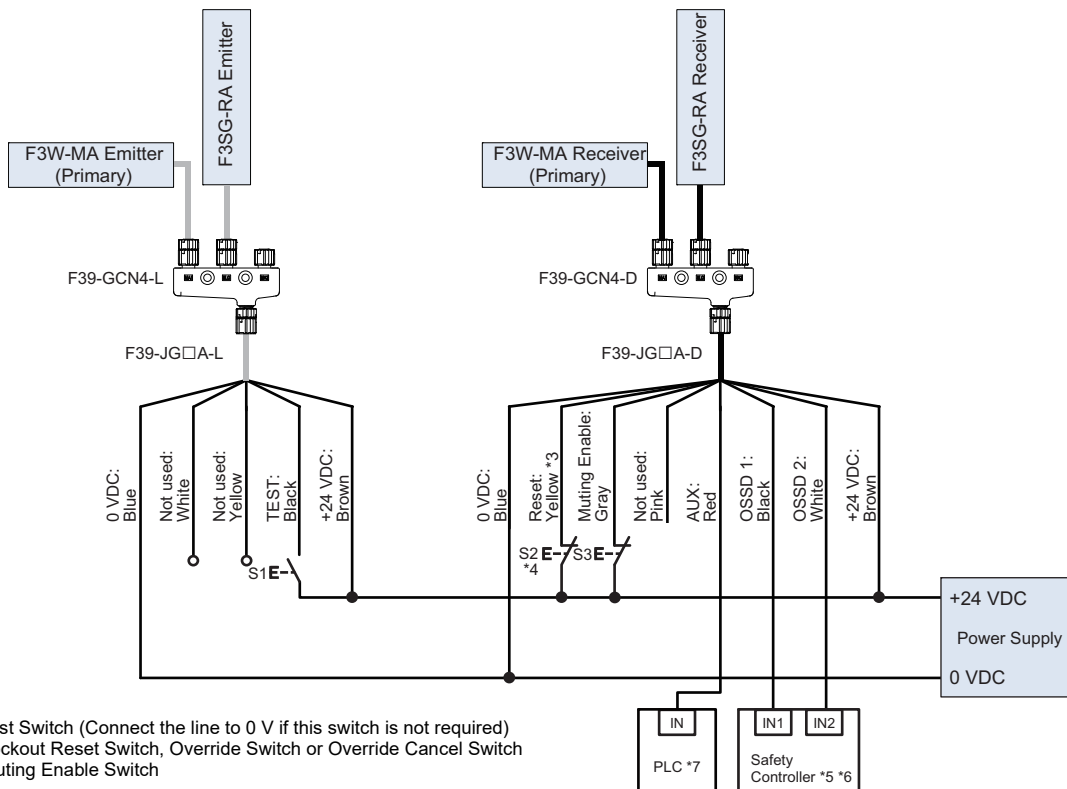 F3SG-RA Emitter
F3SG-RA Receiver
F3W-MA Emitter
(Primary)
F3W-MA Receiver
(Primary)
F39-GCN4-L
F39-GCN4-D
F39-JG□A-L
F39-JG□A-D
0 VDC:
Blue
Not used:
White
Not used:
Yellow
TEST:
Black
+24 VDC:
Brown
0 VDC:
Blue
Reset:
Yellow *3
Muting Enable:
Gray
Not used:
Pink
AUX:
Red
OSSD 1:
Black
OSSD 2:
White
+24 VDC:
Brown
S1
S2
*4
S3
+24 VDC
Power Supply
0 VDC
st Switch (Connect the line to 0 V if this switch is not required)
ckout Reset Switch, Override Switch or Override Cancel Switch
uting Enable Switch
IN
PLC *7
IN1
IN2
Safety
Controller *5 *6